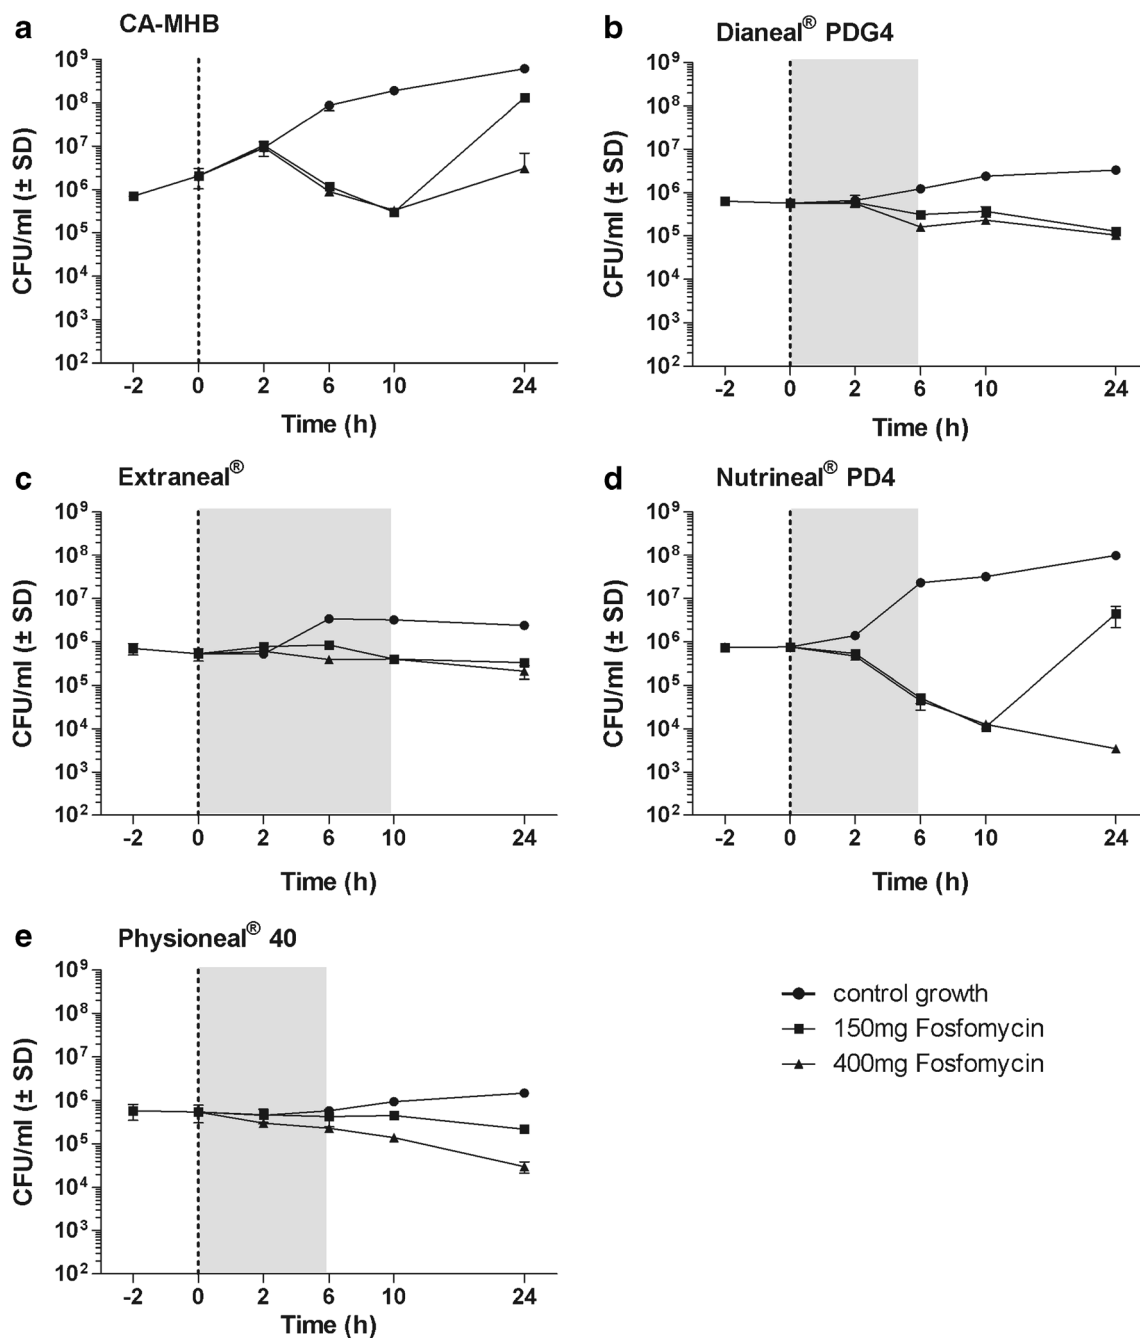 a CA-MHB
CFU/ml (± SD)
10⁹
10⁸
10⁷
10⁶
10⁵
10⁴
10³
10²
-2 0 2 6 10 24
Time (h)
b Dianeal® PDG4
CFU/ml (± SD)
10⁹
10⁸
10⁷
10⁶
10⁵
10⁴
10³
10²
-2 0 2 6 10 24
Time (h)
c Extraneal®
CFU/ml (± SD)
10⁹
10⁸
10⁷
10⁶
10⁵
10⁴
10³
10²
-2 0 2 6 10 24
Time (h)
d Nutrineal® PD4
CFU/ml (± SD)
10⁹
10⁸
10⁷
10⁶
10⁵
10⁴
10³
10²
-2 0 2 6 10 24
Time (h)
e Physioneal® 40
CFU/ml (± SD)
10⁹
10⁸
10⁷
10⁶
10⁵
10⁴
10³
10²
-2 0 2 6 10 24
Time (h)
control growth
150mg Fosfomycin
400mg Fosfomycin